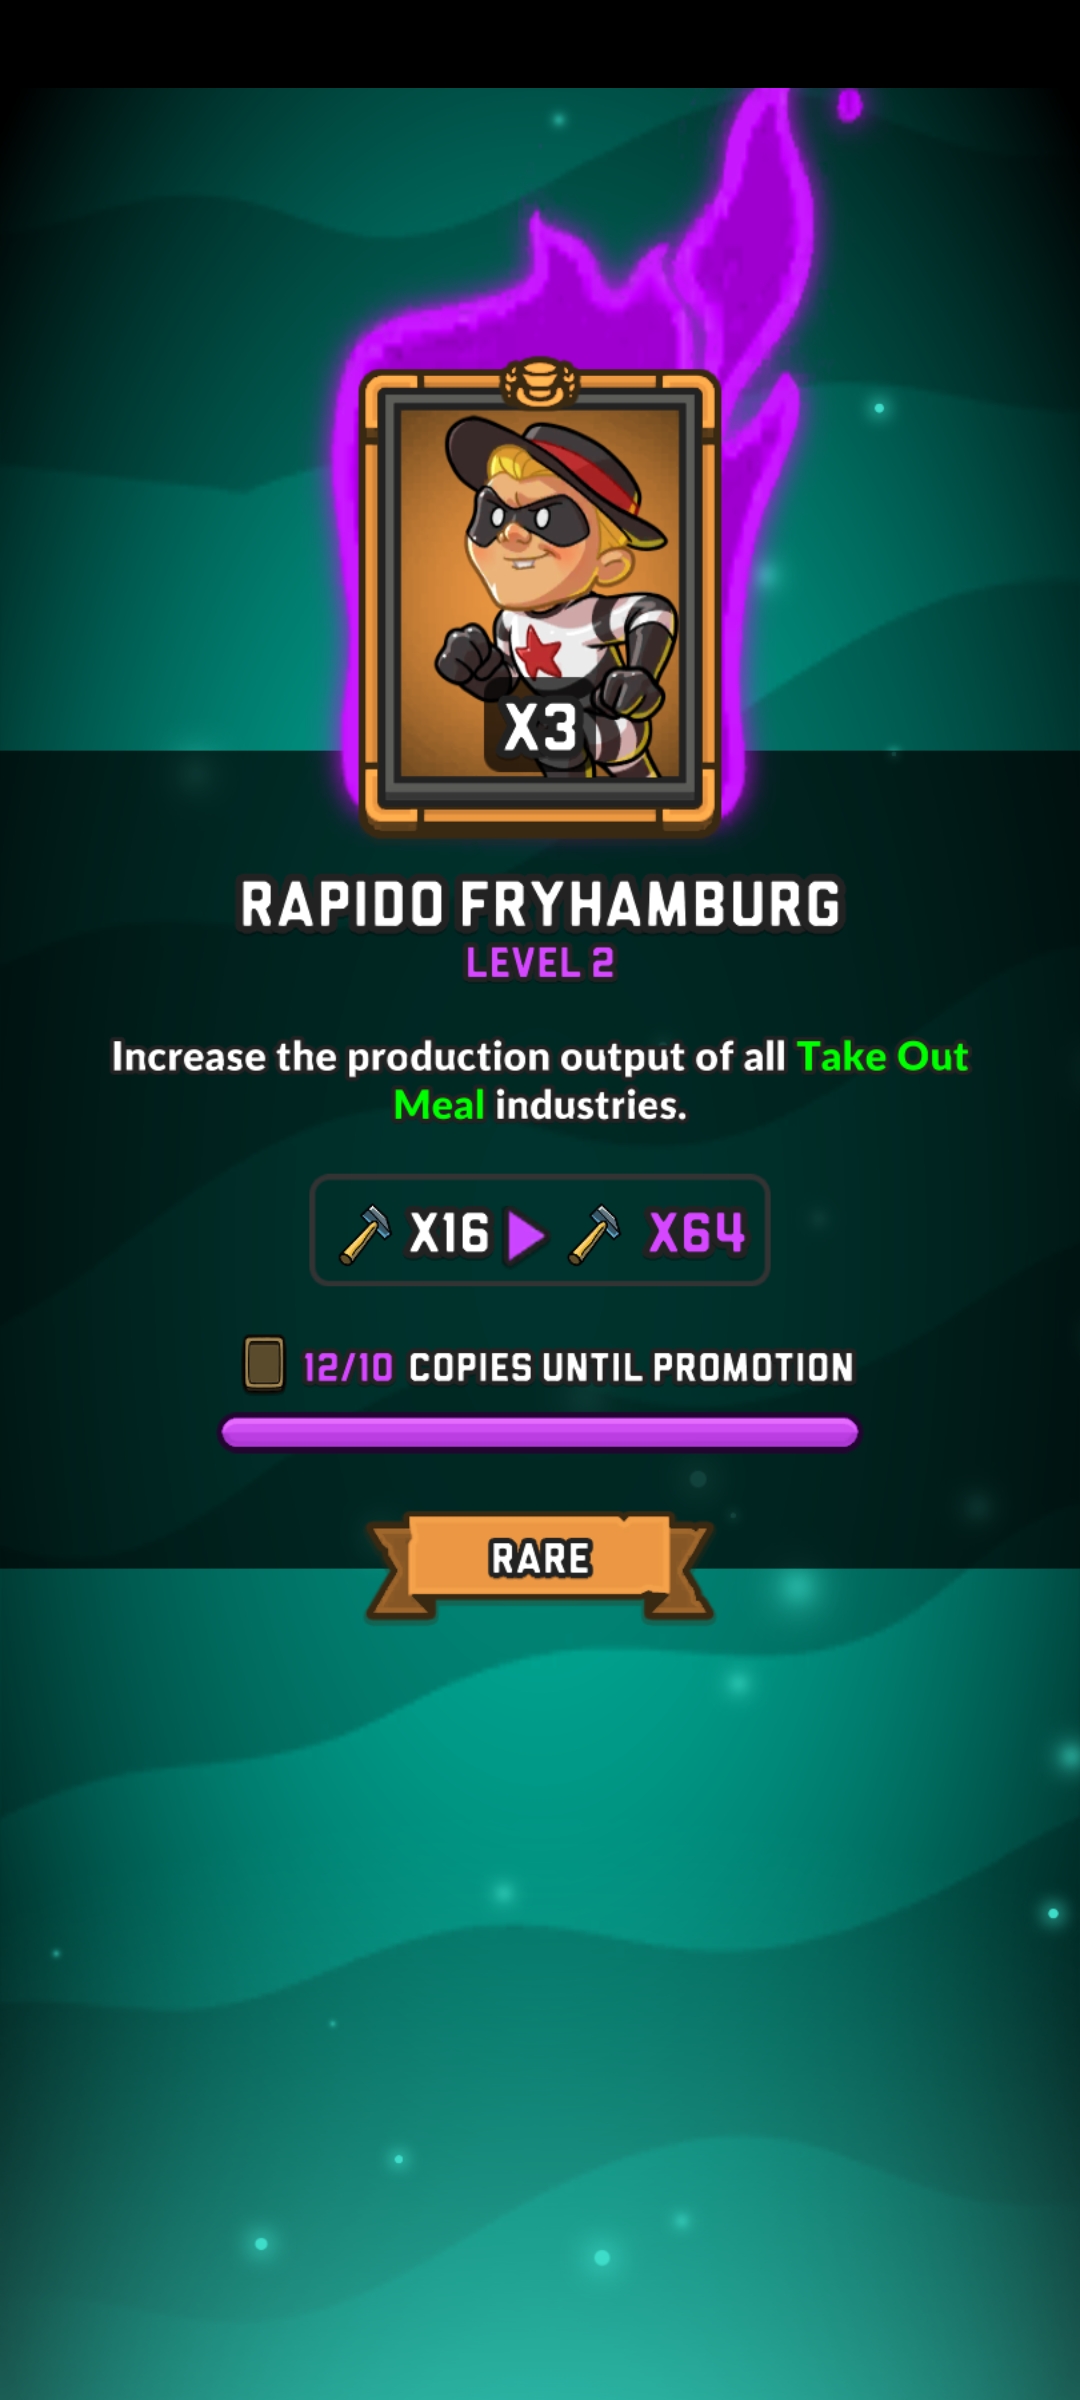 X3
RAPIDO FRYHAMBURG
LEVEL 2
Increase the production output of all Take Out
Meal industries.
X16 X64
12/10 COPIES UNTIL PROMOTION
RARE